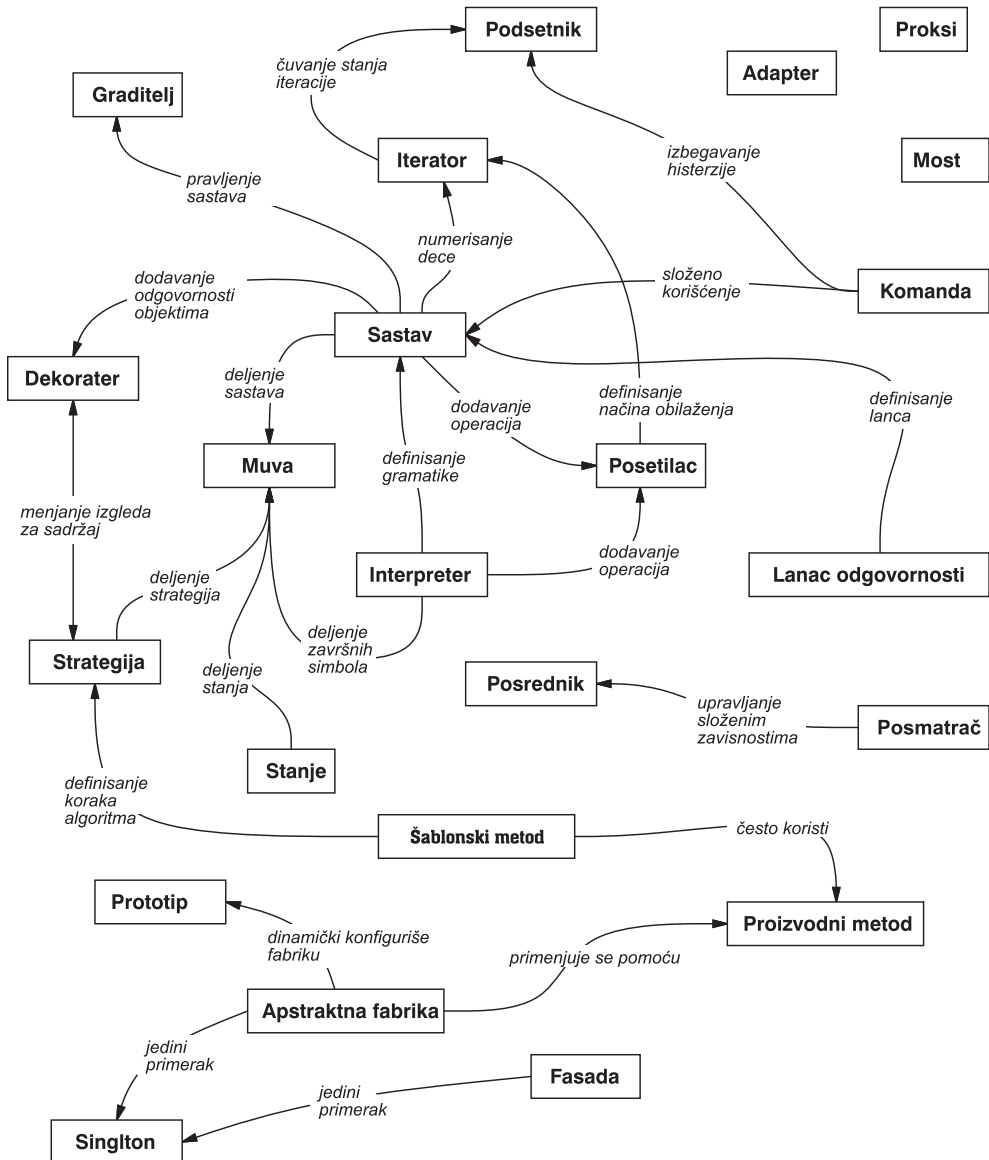 Podsetnik
Proksi
čuvanje stanja
iteracije
Adapter
Graditelj
Iterator
izbegavanje
histerzije
Most
pravljenje
sastava
numerisanje
dece
dodavanje
odgovornosti
objektima
složeno
korišćenje
Komanda
Sastav
Dekorater
deljenje
sastava
dodavanje
operacija
definisanje
načina obilaženja
definisanje
lanca
Muva
definisanje
gramatike
Posetilac
menjanje izgleda
za sadržaj
deljenje
strategija
Interpreter
dodavanje
operacija
Lanac odgovornosti
Strategija
deljenje
stanja
deljenje
završnih
simbola
Posrednik
upravljanje
složenim
zavisnostima
Posmatrač
Stanje
definisanje
koraka
algoritma
Šablonski metod
često koristi
Prototip
dinamički konfiguriše
fabriku
primenjuje se pomoću
Proizvodni metod
Apstraktna fabrika
jedini
primerak
Fasada
jedini
primerak
Singlton